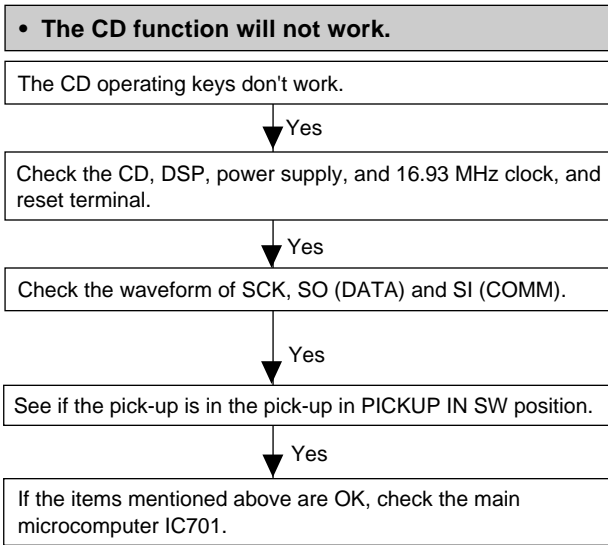 • The CD function will not work.
The CD operating keys don't work.
Yes
Check the CD, DSP, power supply, and 16.93 MHz clock, and
reset terminal.
Yes
Check the waveform of SCK, SO (DATA) and SI (COMM).
Yes
See if the pick-up is in the pick-up in PICKUP IN SW position.
Yes
If the items mentioned above are OK, check the main
microcomputer IC701.